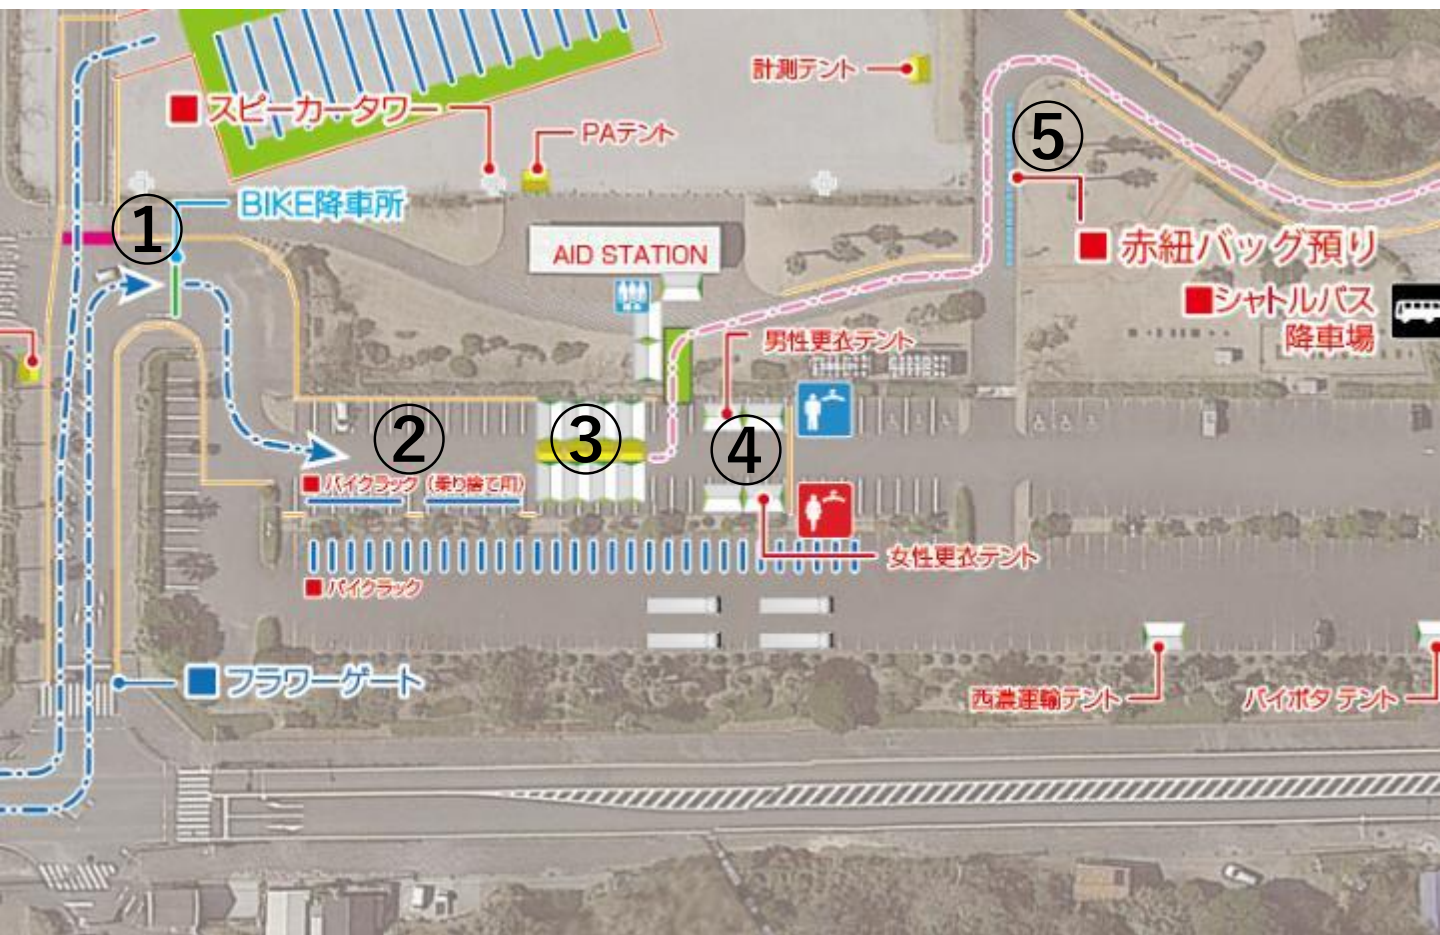 計測テント
スピーカータワー
PAテント
①
BIKE降車所
AID STATION
⑤
赤紐バッグ預り
シャトルバス
降車場
男性更衣テント
②
③
④
バイクラック(乗り捨て用)
女性更衣テント
バイクラック
フラワーゲート
西濃運輸テント
バイポタ テント